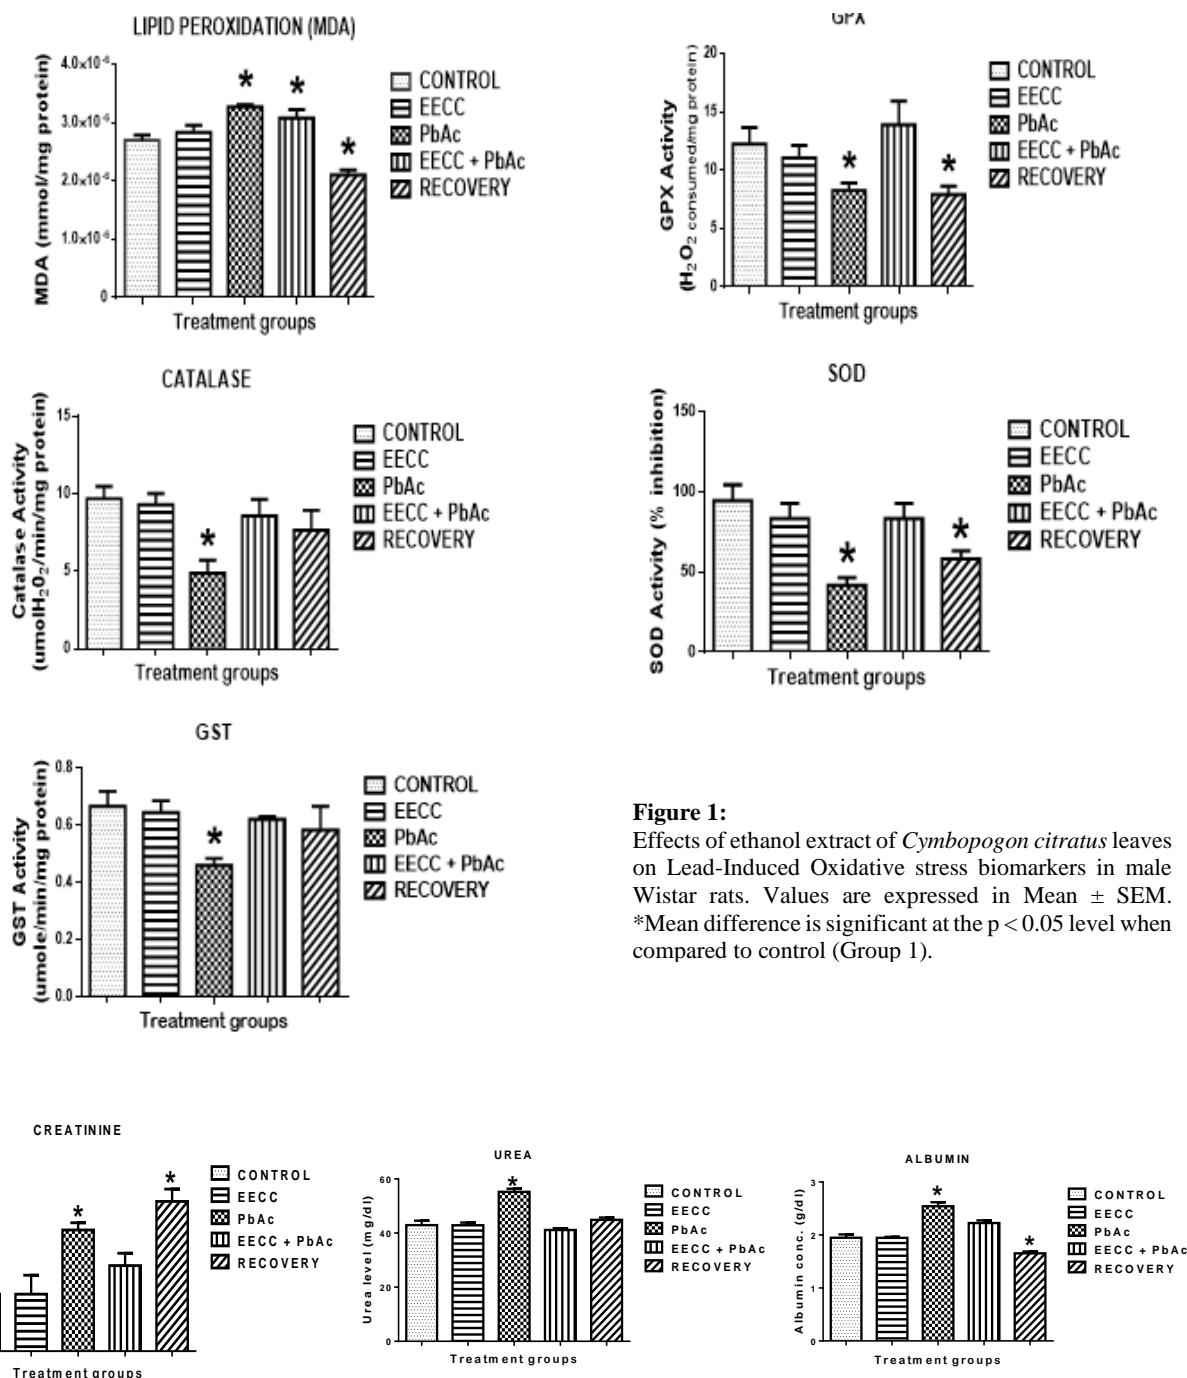 LIPID PEROXIDATION (MDA)
MDA (mmol/mg protein)
4.0×10⁻⁶
3.0×10⁻⁶
2.0×10⁻⁶
1.0×10⁻⁶
0
* * *
Treatment groups
CONTROL
EECC
PbAc
EECC + PbAc
RECOVERY
GPX
GPX Activity
(H₂O₂ consumed/mg protein)
20
15
10
5
0
* *
Treatment groups
CONTROL
EECC
PbAc
EECC + PbAc
RECOVERY
CATALASE
Catalase Activity
(umolH₂0₂/min/mg protein)
15
10
5
0
*
Treatment groups
CONTROL
EECC
PbAc
EECC + PbAc
RECOVERY
SOD
SOD Activity (% inhibition)
150
100
50
0
* *
Treatment groups
CONTROL
EECC
PbAc
EECC + PbAc
RECOVERY
GST
GST Activity
(umole/min/mg protein)
0.8
0.6
0.4
0.2
0.0
*
Treatment groups
CONTROL
EECC
PbAc
EECC + PbAc
RECOVERY
Figure 1:
Effects of ethanol extract of Cymbopogon citratus leaves
on Lead-Induced Oxidative stress biomarkers in male
Wistar rats. Values are expressed in Mean ± SEM.
*Mean difference is significant at the p < 0.05 level when
compared to control (Group 1).
CREATININE
* *
Treatment groups
CONTROL
EECC
PbAc
EECC + PbAc
RECOVERY
UREA
Urea level (mg/dl)
60
40
20
0
*
Treatment groups
CONTROL
EECC
PbAc
EECC + PbAc
RECOVERY
ALBUMIN
Albumin conc. (g/dl)
3
2
1
0
* *
Treatment groups
CONTROL
EECC
PbAc
EECC + PbAc
RECOVERY